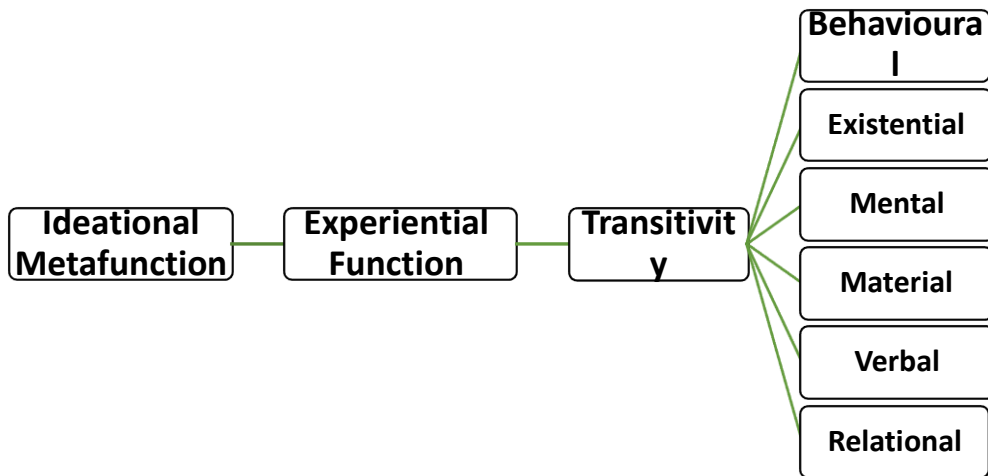 Ideational
Metafunction
Experiential
Function
Transitivit
y
Behavioura
l
Existential
Mental
Material
Verbal
Relational